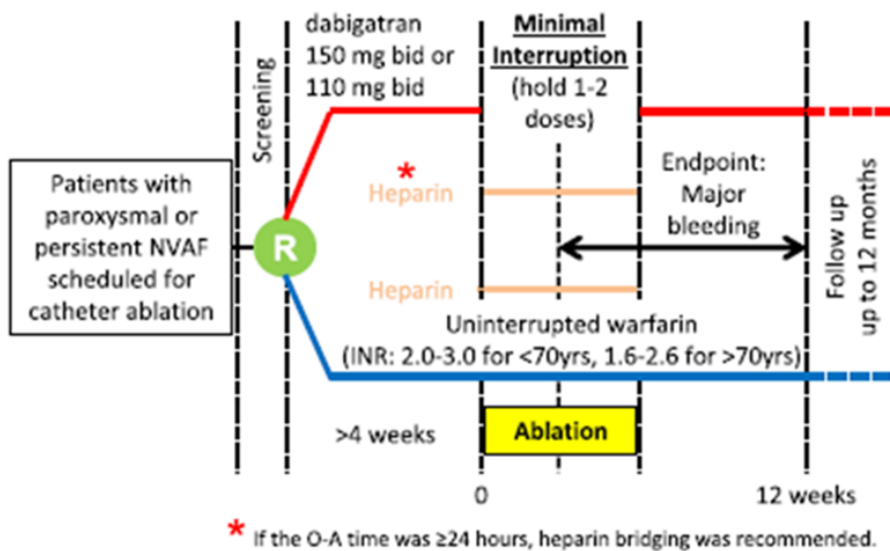 Patients with
paroxysmal or
persistent NVAF
scheduled for
catheter ablation
Screening
R
dabigatran
150 mg bid or
110 mg bid
Minimal
Interruption
(hold 1-2
doses)
*
Heparin
Heparin
Endpoint:
Major
bleeding
Follow up
up to 12 months
Uninterrupted warfarin
(INR: 2.0-3.0 for <70yrs, 1.6-2.6 for >70yrs)
>4 weeks
Ablation
0
12 weeks
* If the O-A time was ≥24 hours, heparin bridging was recommended.